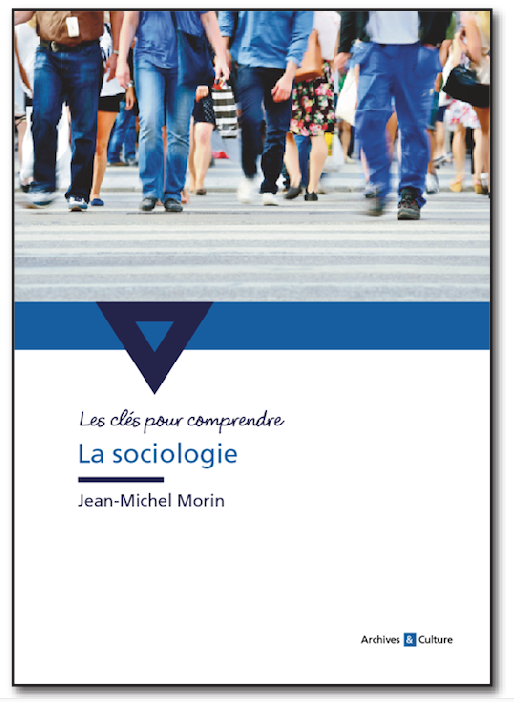 Les clés pour comprendre
La sociologie
Jean-Michel Morin
Archives & Culture